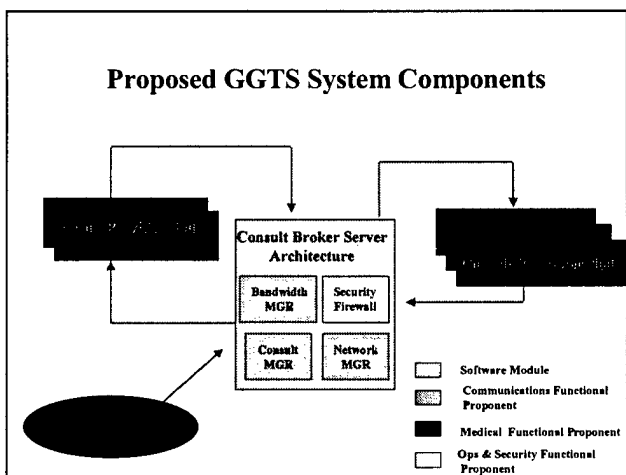 Proposed GGTS System Components
Consult Broker Server
Architecture
Bandwidth
MGR
Security
Firewall
Consult
MGR
Network
MGR
Software Module
Communications Functional
Proponent
Medical Functional Proponent
Ops & Security Functional
Proponent